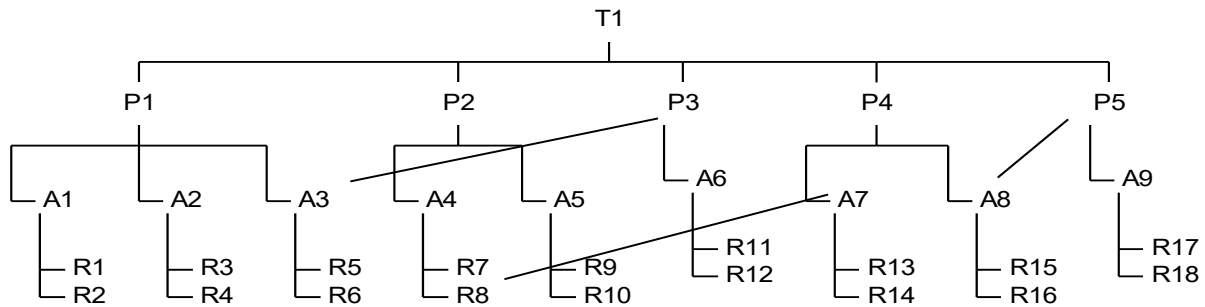 T1
P1 P2 P3 P4 P5
A6 A9
A1 A2 A3 A4 A5 A7 A8
R11 R17
R1 R3 R5 R7 R9 R12 R13 R15 R18
R2 R4 R6 R8 R10 R14 R16